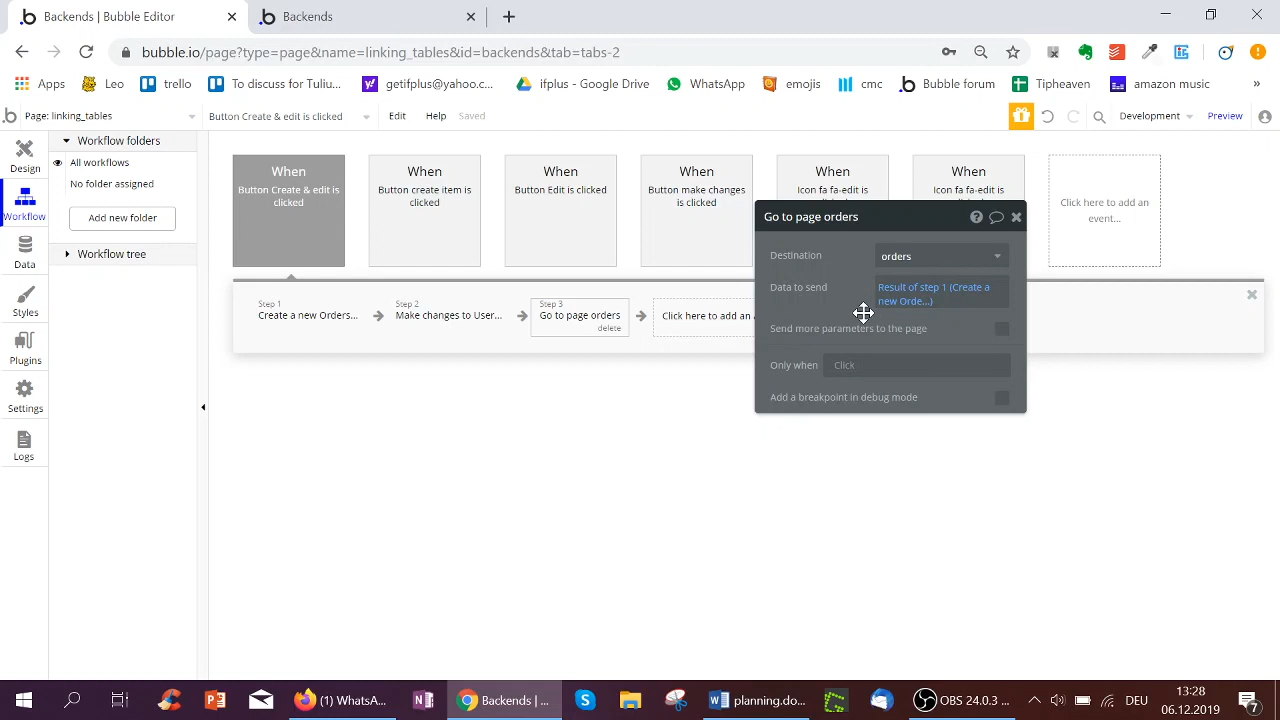 Backends | Bubble Editor
Backends
bubble.io/page?type=page&name=linking_tables&id=backends&tab=tabs-2
Apps
Leo
trello
To discuss for Tuliu...
getifplus@yahoo.c...
ifplus - Google Drive
WhatsApp
emojis
cmc
Bubble forum
Tipheaven
amazon music
»
Page: linking_tables
Button Create & edit is clicked
Edit
Help
Saved
Development
Preview
Design
Workflow
Data
Styles
Plugins
Settings
Logs
Workflow folders
All workflows
No folder assigned
Add new folder
Workflow tree
When
Button Create & edit is
clicked
When
Button create item is
clicked
When
Button Edit is clicked
When
Button make changes
is clicked
When
Icon fa fa-edit is
When
Icon fa fa-edit is
Click here to add an
event...
Step 1
Create a new Orders...
Step 2
Make changes to User...
Step 3
Go to page orders
delete
Click here to add an a
Go to page orders
Destination
orders
Data to send
Result of step 1 (Create a
new Orde...)
Send more parameters to the page
Only when
Click
Add a breakpoint in debug mode
(1) WhatsA...
Backends | ...
planning.do...
OBS 24.0.3 ...
DEU
13:28
06.12.2019
7